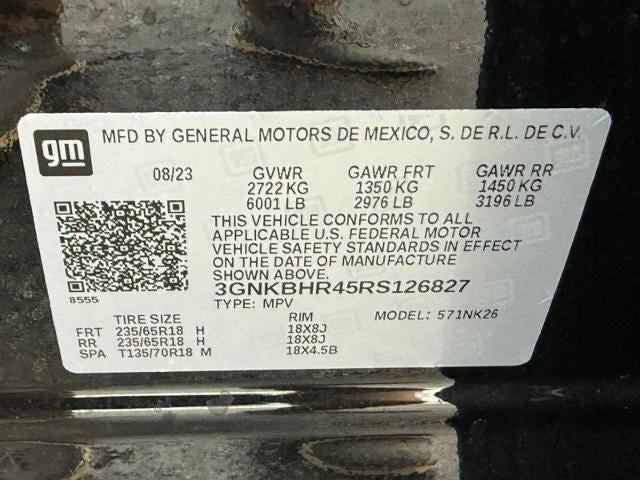 gm MFD BY GENERAL MOTORS DE MEXICO, S. DE R.L. DE C.V.
08/23 GVWR GAWR FRT GAWR RR
2722 KG 1350 KG 1450 KG
6001 LB 2976 LB 3196 LB
THIS VEHICLE CONFORMS TO ALL
APPLICABLE U.S. FEDERAL MOTOR
VEHICLE SAFETY STANDARDS IN EFFECT
ON THE DATE OF MANUFACTURE
SHOWN ABOVE.
3GNKBHR45RS126827
8555
TYPE: MPV
TIRE SIZE RIM MODEL: 571NK26
FRT 235/65R18 H 18X8J
RR 235/65R18 H 18X8J
SPA T135/70R18 M 18X4.5B